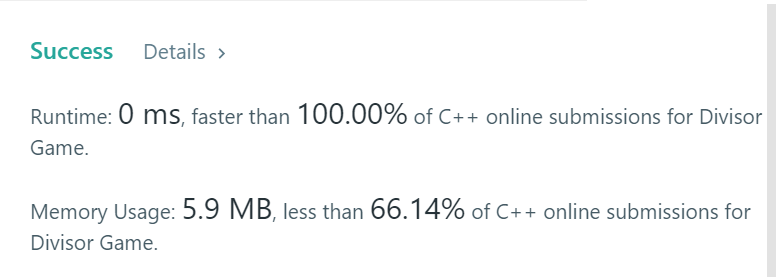 Success Details >
Runtime: 0 ms, faster than 100.00% of C++ online submissions for Divisor
Game.
Memory Usage: 5.9 MB, less than 66.14% of C++ online submissions for
Divisor Game.